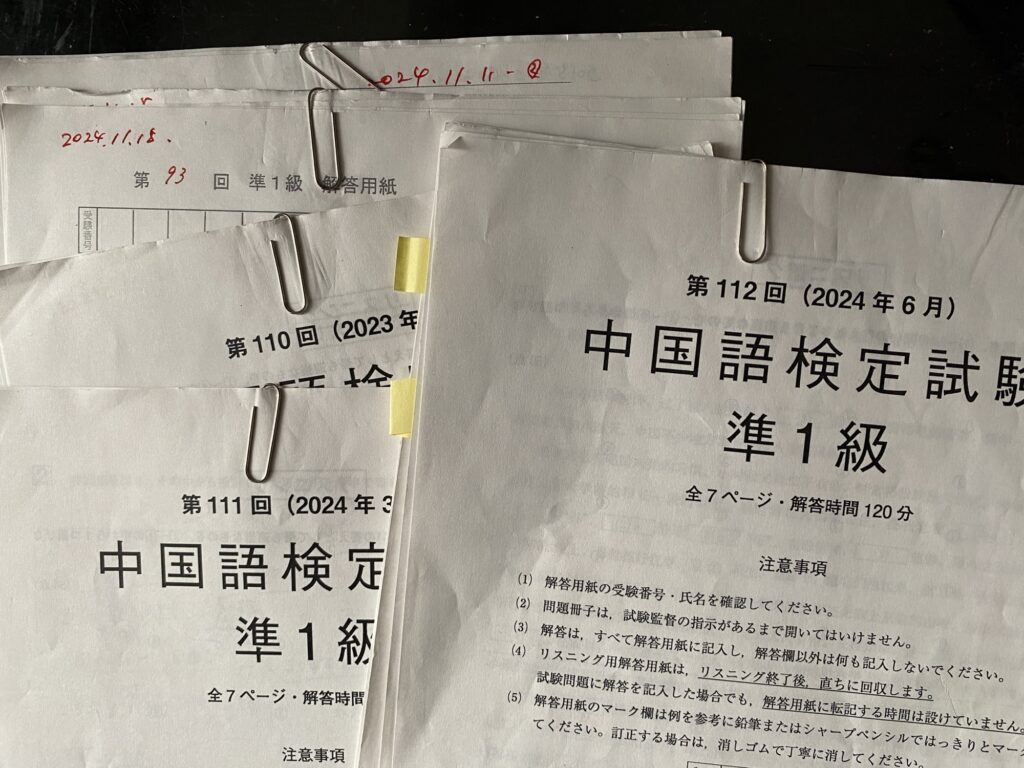 2024.11.11-②
2024.11.18.
第 93 回 準1級 解答用紙
受験番号
第110回（2023年
第111回（2024年3
中国語検定
準1級
全7ページ・解答時間
注意事項
第112回（2024年6月）
中国語検定試験
準1級
全7ページ・解答時間120分
注意事項
(1) 解答用紙の受験番号・氏名を確認してください。
(2) 問題冊子は，試験監督の指示があるまで開いてはいけません。
(3) 解答は，すべて解答用紙に記入し，解答欄以外は何も記入しないでください。
(4) リスニング用解答用紙は，リスニング終了後，直ちに回収します。
試験問題に解答を記入した場合でも，解答用紙に転記する時間は設けていません。
(5) 解答用紙のマーク欄は例を参考に鉛筆またはシャープペンシルではっきりとマーク
てください。訂正する場合は，消しゴムで丁寧に消してください。